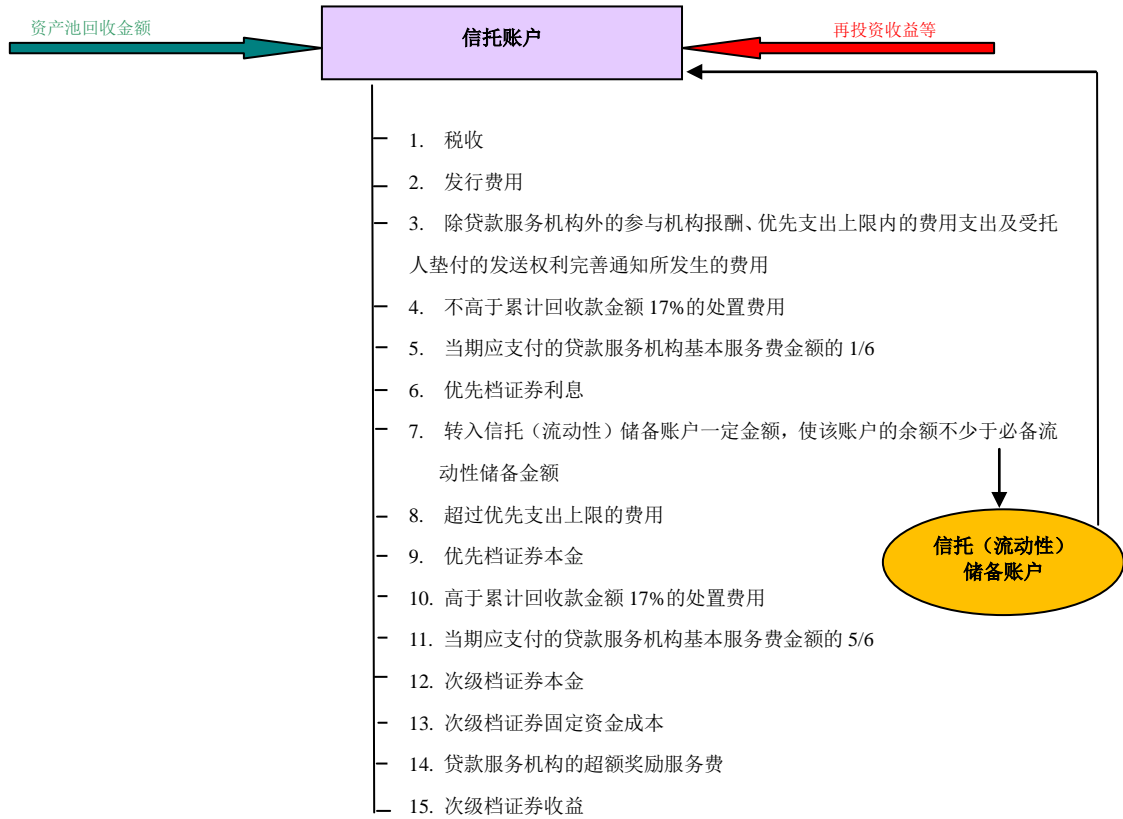 资产池回收金额
信托账户
再投资收益等
1. 税收
2. 发行费用
3. 除贷款服务机构外的参与机构报酬、优先支出上限内的费用支出及受托
人垫付的发送权利完善通知所发生的费用
4. 不高于累计回收款金额 17%的处置费用
5. 当期应支付的贷款服务机构基本服务费金额的 1/6
6. 优先档证券利息
7. 转入信托（流动性）储备账户一定金额，使该账户的余额不少于必备流
动性储备金额
8. 超过优先支出上限的费用
9. 优先档证券本金
10. 高于累计回收款金额 17%的处置费用
11. 当期应支付的贷款服务机构基本服务费金额的 5/6
12. 次级档证券本金
13. 次级档证券固定资金成本
14. 贷款服务机构的超额奖励服务费
15. 次级档证券收益
信托（流动性）
储备账户